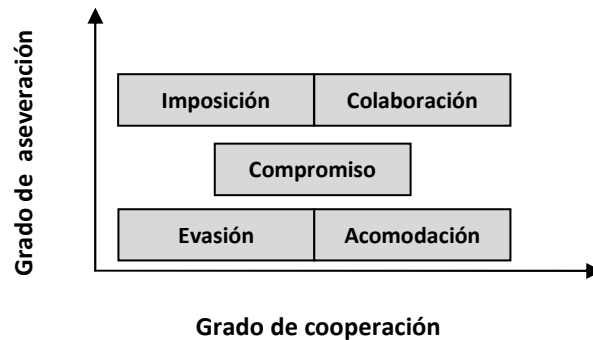 Grado de aseveración
Imposición
Colaboración
Compromiso
Evasión
Acomodación
Grado de cooperación